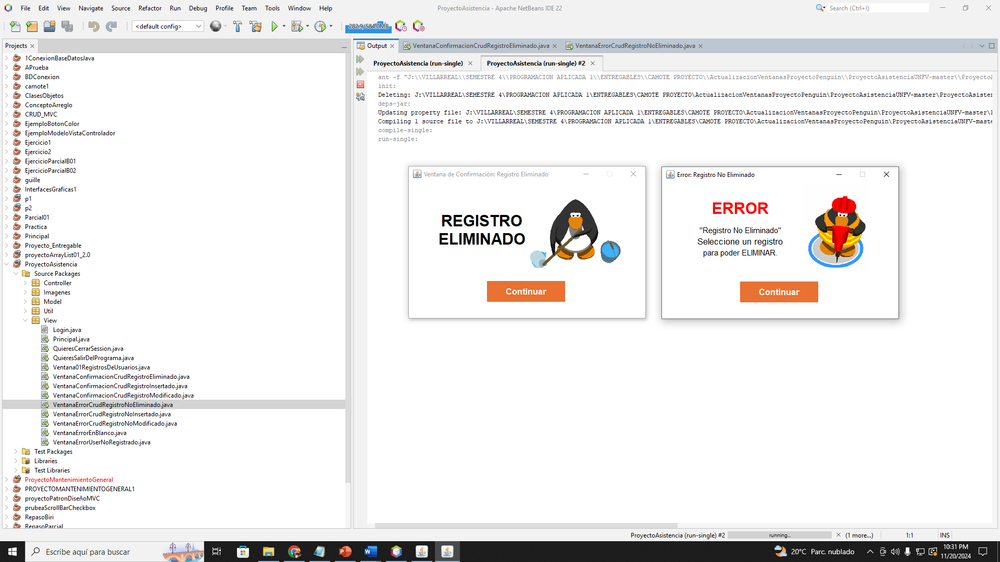 File Edit View Navigate Source Refactor Run Debug Profile Team Tools Window Help
ProyectoAsistencia - Apache NetBeans IDE 22
Search (Ctrl+I)
<default config>
282.9/584.0MB
Projects
1ConexionBaseDatosJava
APrueba
BDConexion
camote1
ClasesObjetos
ConceptoArreglo
CRUD_MVC
EjemploBotonColor
EjemploModeloVistaControlador
Ejercicio1
Ejercicio2
EjercicioParcialB01
EjercicioParcialB02
guille
InterfacesGraficas1
p1
p2
Parcial01
Practica
Principal
Proyecto_Entregable
proyectoArrayList01_2.0
ProyectoAsistencia
Source Packages
Controller
Imagenes
Model
Util
View
Login.java
Principal.java
QuieresCerrarSession.java
QuieresSalirDelPrograma.java
Ventana01RegistrosDeUsuarios.java
VentanaConfirmacionCrudRegistroEliminado.java
VentanaConfirmacionCrudRegistroInsertado.java
VentanaConfirmacionCrudRegistroModificado.java
VentanaErrorCrudRegistroNoEliminado.java
VentanaErrorCrudRegistroNoInsertado.java
VentanaErrorCrudRegistroNoModificado.java
VentanaErrorEnBlanco.java
VentanaErrorUserNoRegistrado.java
Test Packages
Libraries
Test Libraries
ProyectoMantenimientoGeneral
PROYECTOMANTENIMIENTOGENERAL1
proyectoPatronDiseñoMVC
prubeaScrollBarCheckbox
RepasoBiri
RepasoParcial
Output
VentanaConfirmacionCrudRegistroEliminado.java
VentanaErrorCrudRegistroNoEliminado.java
ProyectoAsistencia (run-single)
ProyectoAsistencia (run-single) #2
ant -f "J:\\VILLARREAL\\SEMESTRE 4\\PROGRAMACION APLICADA 1\\ENTREGABLES\\CAMOTE PROYECTO\\ActualizacionVentanasProyectoPenguin\\ProyectoAsistenciaUNFV-master\\ProyectoA
init:
Deleting: J:\VILLARREAL\SEMESTRE 4\PROGRAMACION APLICADA 1\ENTREGABLES\CAMOTE PROYECTO\ActualizacionVentanasProyectoPenguin\ProyectoAsistenciaUNFV-master\ProyectoAsisten
deps-jar:
Updating property file: J:\VILLARREAL\SEMESTRE 4\PROGRAMACION APLICADA 1\ENTREGABLES\CAMOTE PROYECTO\ActualizacionVentanasProyectoPenguin\ProyectoAsistenciaUNFV-master\
Compiling 1 source file to J:\VILLARREAL\SEMESTRE 4\PROGRAMACION APLICADA 1\ENTREGABLES\CAMOTE PROYECTO\ActualizacionVentanasProyectoPenguin\ProyectoAsistenciaUNFV-maste
compile-single:
run-single:
Ventana de Confirmación: Registro Eliminado
REGISTRO
ELIMINADO
Continuar
Error: Registro No Eliminado
ERROR
"Registro No Eliminado"
Seleccione un registro
para poder ELIMINAR.
Continuar
ProyectoAsistencia (run-single) #2
running...
(1 more...)
1:1
INS
Escribe aquí para buscar
20°C Parc. nublado
10:31 PM
11/20/2024